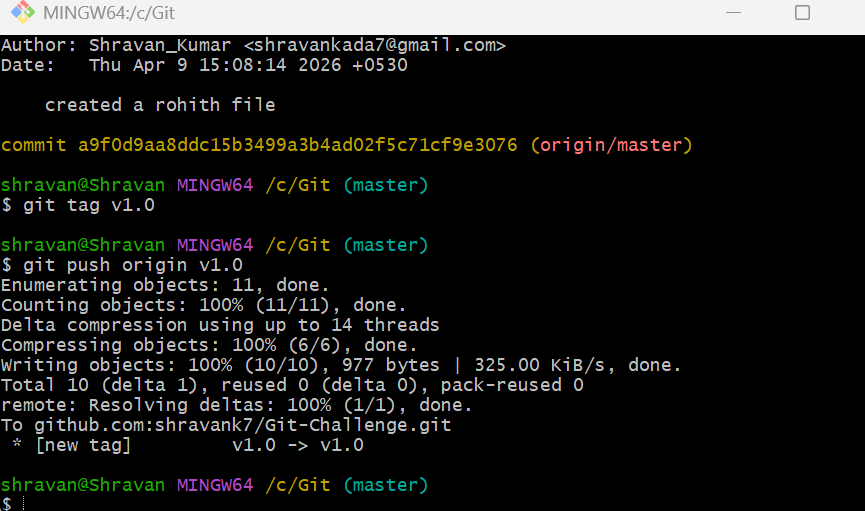 MINGW64:/c/Git
Author: Shravan_Kumar <shravankada7@gmail.com>
Date:   Thu Apr 9 15:08:14 2026 +0530
    created a rohith file
commit a9f0d9aa8ddc15b3499a3b4ad02f5c71cf9e3076 (origin/master)
shravan@Shravan MINGW64 /c/Git (master)
$ git tag v1.0
shravan@Shravan MINGW64 /c/Git (master)
$ git push origin v1.0
Enumerating objects: 11, done.
Counting objects: 100% (11/11), done.
Delta compression using up to 14 threads
Compressing objects: 100% (6/6), done.
Writing objects: 100% (10/10), 977 bytes | 325.00 KiB/s, done.
Total 10 (delta 1), reused 0 (delta 0), pack-reused 0
remote: Resolving deltas: 100% (1/1), done.
To github.com:shravank7/Git-Challenge.git
 * [new tag]         v1.0 -> v1.0
shravan@Shravan MINGW64 /c/Git (master)
$